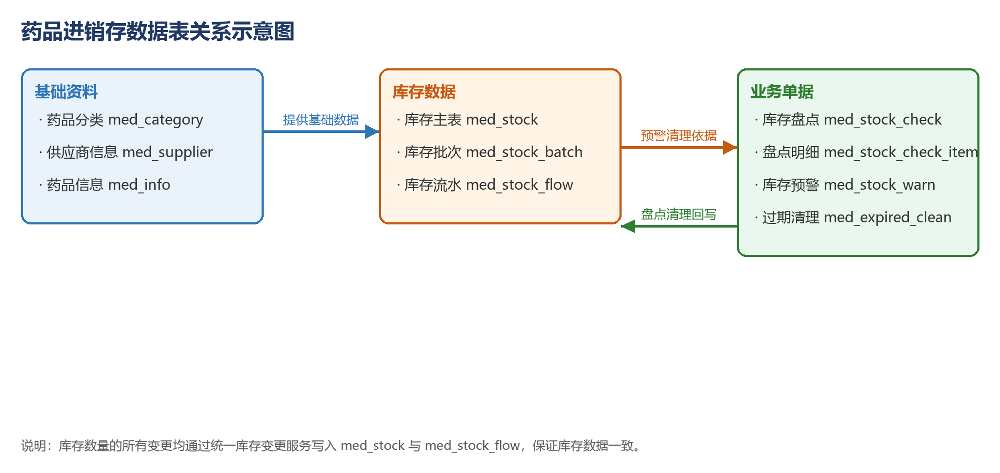 药品进销存数据表关系示意图
基础资料
· 药品分类 med_category
· 供应商信息 med_supplier
· 药品信息 med_info
提供基础数据
库存数据
· 库存主表 med_stock
· 库存批次 med_stock_batch
· 库存流水 med_stock_flow
预警清理依据
盘点清理回写
业务单据
· 库存盘点 med_stock_check
· 盘点明细 med_stock_check_item
· 库存预警 med_stock_warn
· 过期清理 med_expired_clean
说明：库存数量的所有变更均通过统一库存变更服务写入 med_stock 与 med_stock_flow，保证库存数据一致。